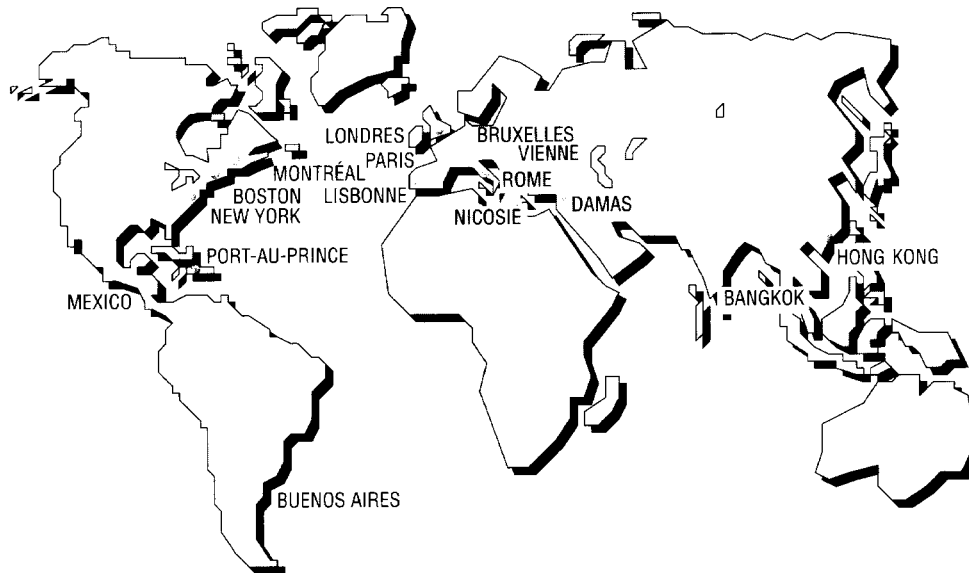 LONDRES
BRUXELLES
VIENNE
PARIS
MONTRÉAL
LISBONNE
ROME
BOSTON
NEW YORK
NICOSIE
DAMAS
PORT-AU-PRINCE
HONG KONG
MEXICO
BANGKOK
BUENOS AIRES